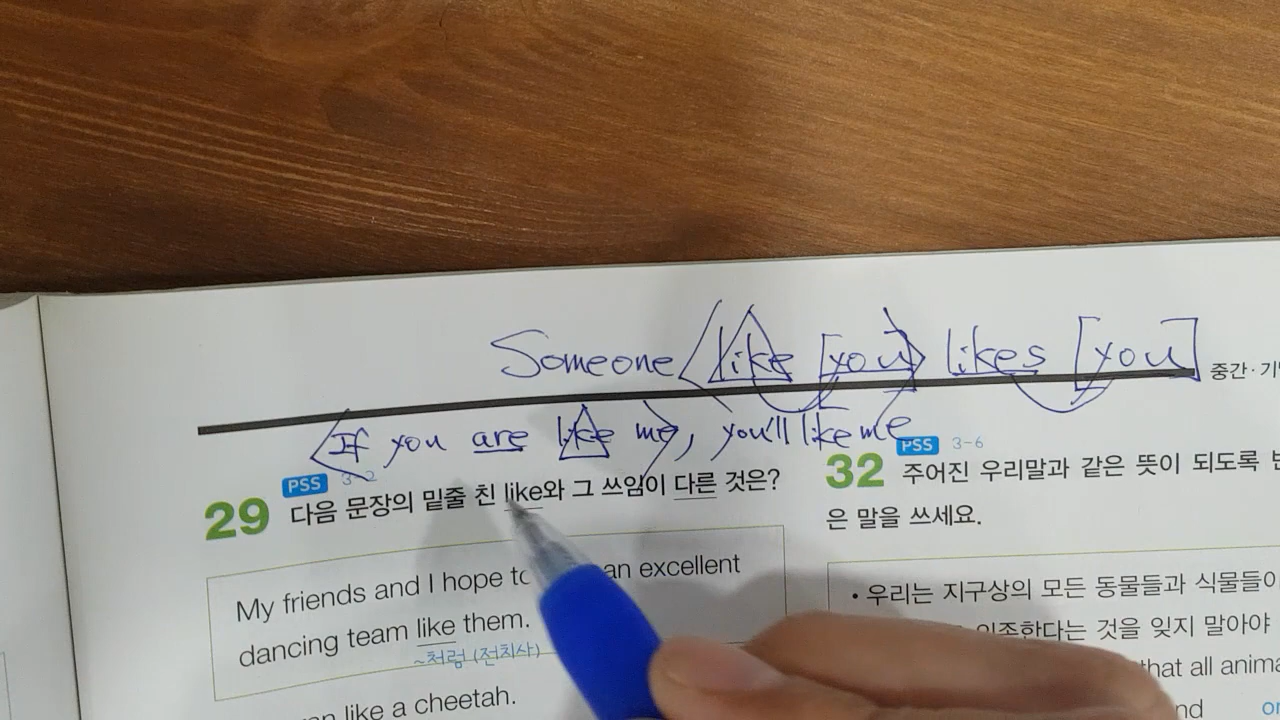 Someone like [you] likes [you]
중간·기
If you are like me, you'll like me
PSS 3-2
29 다음 문장의 밑줄 친 like와 그 쓰임이 다른 것은?
My friends and I hope to an excellent
dancing team like them.
~처럼 (전치사)
like a cheetah.
PSS 3-6
32 주어진 우리말과 같은 뜻이 되도록
은 말을 쓰세요.
• 우리는 지구상의 모든 동물들과 식물들이
의존한다는 것을 잊지 말아야
that all anima